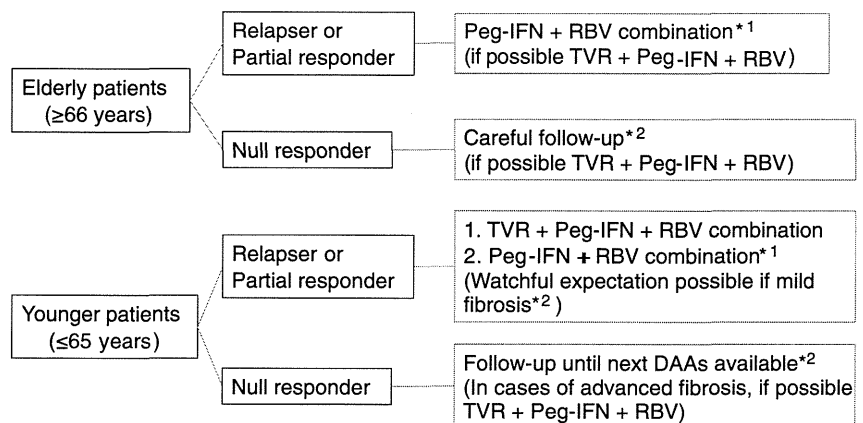 Elderly patients
(≥66 years)
Relapser or
Partial responder
Peg-IFN + RBV combination*1
(if possible TVR + Peg-IFN + RBV)
Null responder
Careful follow-up*2
(if possible TVR + Peg-IFN + RBV)
Younger patients
(≤65 years)
Relapser or
Partial responder
1. TVR + Peg-IFN + RBV combination
2. Peg-IFN + RBV combination*1
(Watchful expectation possible if mild
fibrosis*2 )
Null responder
Follow-up until next DAAs available*2
(In cases of advanced fibrosis, if possible
TVR + Peg-IFN + RBV)